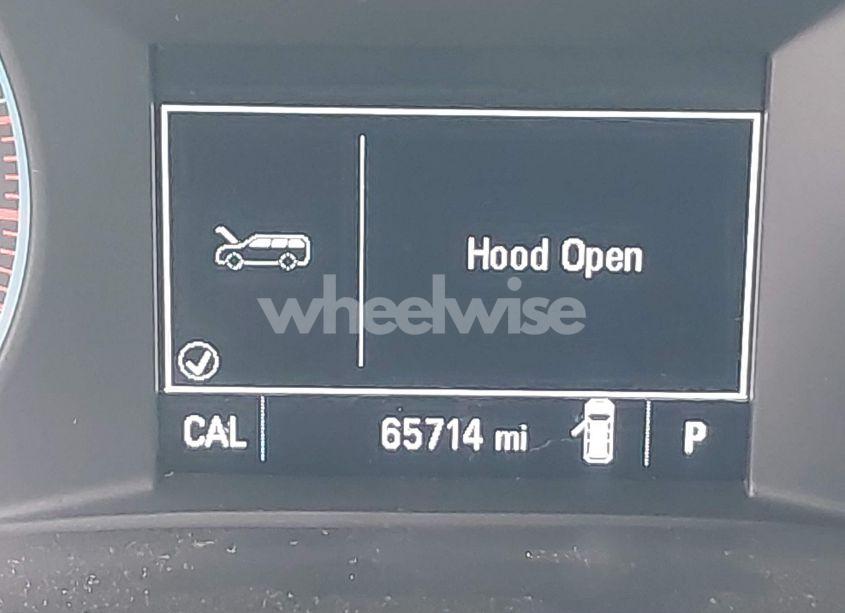 Hood Open
wheelwise
CAL 65714 mi P